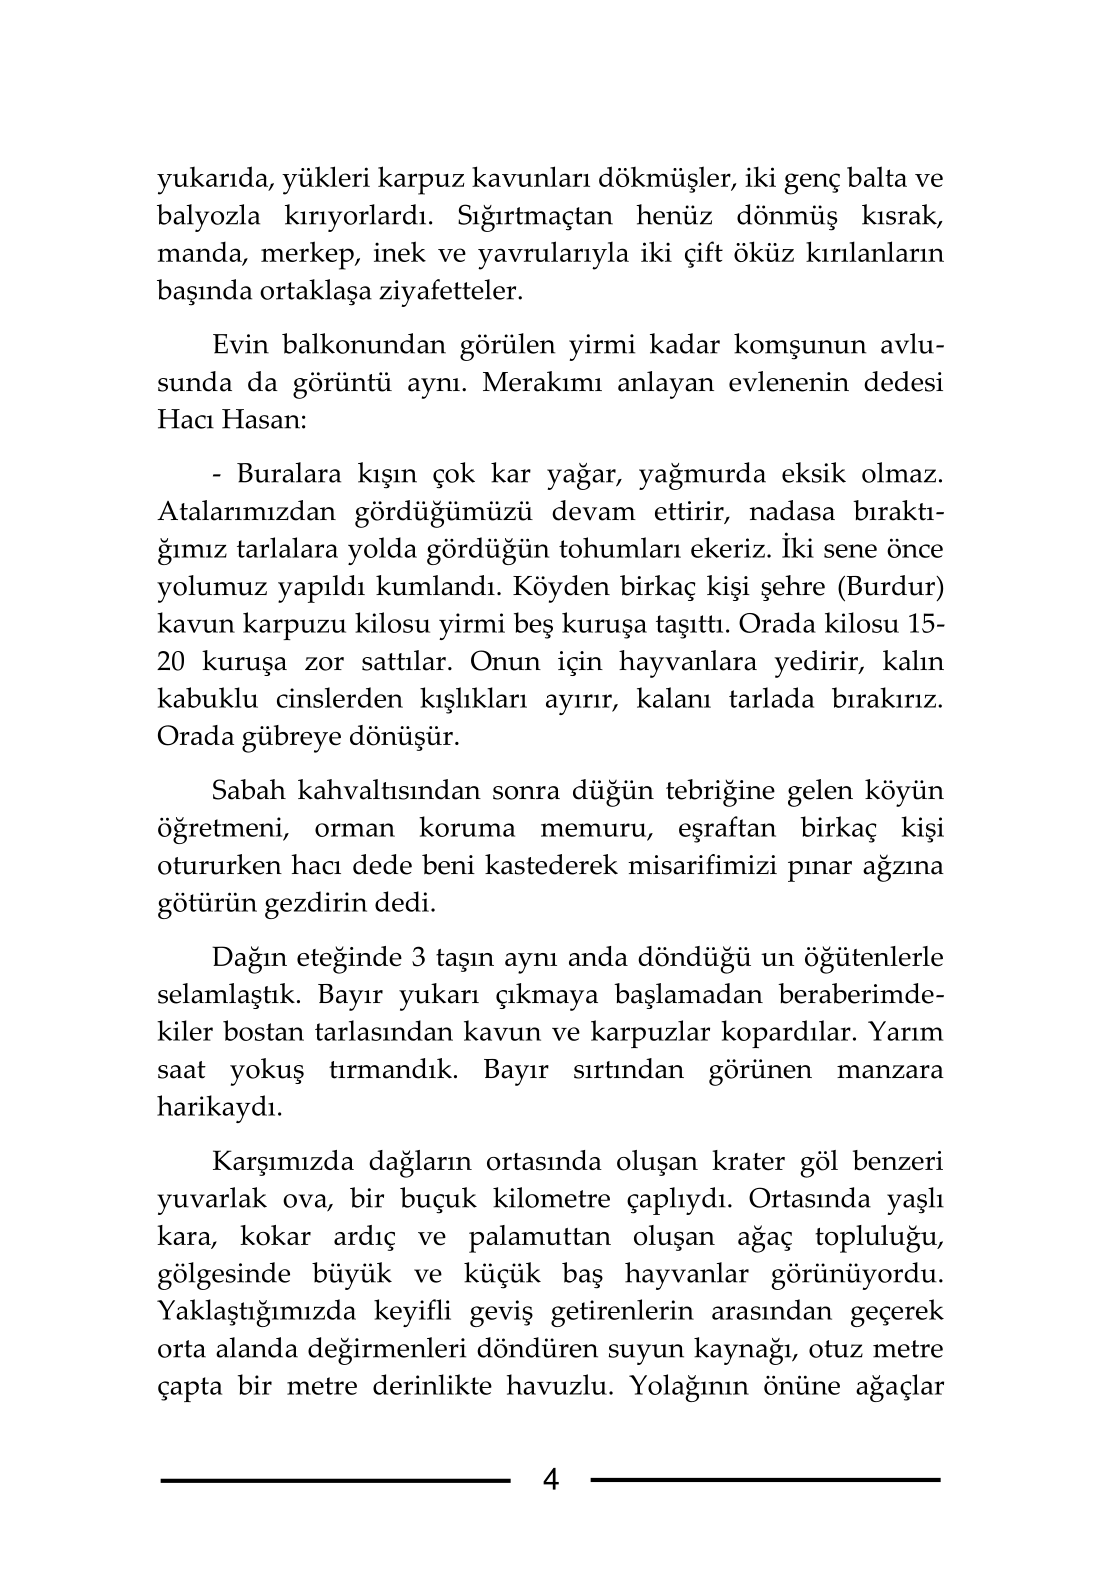 yukarıda, yükleri karpuz kavunları dökmüşler, iki genç balta ve
balyozla kırıyorlardı. Sığırtmaçtan henüz dönmüş kısrak,
manda, merkep, inek ve yavrularıyla iki çift öküz kırılanların
başında ortaklaşa ziyafetteler.
Evin balkonundan görülen yirmi kadar komşunun avlu-
sunda da görüntü aynı. Merakımı anlayan evlenenin dedesi
Hacı Hasan:
- Buralara kışın çok kar yağar, yağmurda eksik olmaz.
Atalarımızdan gördüğümüzü devam ettirir, nadasa bıraktı-
ğımız tarlalara yolda gördüğün tohumları ekeriz. İki sene önce
yolumuz yapıldı kumlandı. Köyden birkaç kişi şehre (Burdur)
kavun karpuzu kilosu yirmi beş kuruşa taşıttı. Orada kilosu 15-
20 kuruşa zor sattılar. Onun için hayvanlara yedirir, kalın
kabuklu cinslerden kışlıkları ayırır, kalanı tarlada bırakırız.
Orada gübreye dönüşür.
Sabah kahvaltısından sonra düğün tebriğine gelen köyün
öğretmeni, orman koruma memuru, eşraftan birkaç kişi
otururken hacı dede beni kastederek misarifimizi pınar ağzına
götürün gezdirin dedi.
Dağın eteğinde 3 taşın aynı anda döndüğü un öğütenlerle
selamlaştık. Bayır yukarı çıkmaya başlamadan beraberimde-
kiler bostan tarlasından kavun ve karpuzlar kopardılar. Yarım
saat yokuş tırmandık. Bayır sırtından görünen manzara
harikaydı.
Karşımızda dağların ortasında oluşan krater göl benzeri
yuvarlak ova, bir buçuk kilometre çaplıydı. Ortasında yaşlı
kara, kokar ardıç ve palamuttan oluşan ağaç topluluğu,
gölgesinde büyük ve küçük baş hayvanlar görünüyordu.
Yaklaştığımızda keyifli geviş getirenlerin arasından geçerek
orta alanda değirmenleri döndüren suyun kaynağı, otuz metre
çapta bir metre derinlikte havuzlu. Yolağının önüne ağaçlar
4